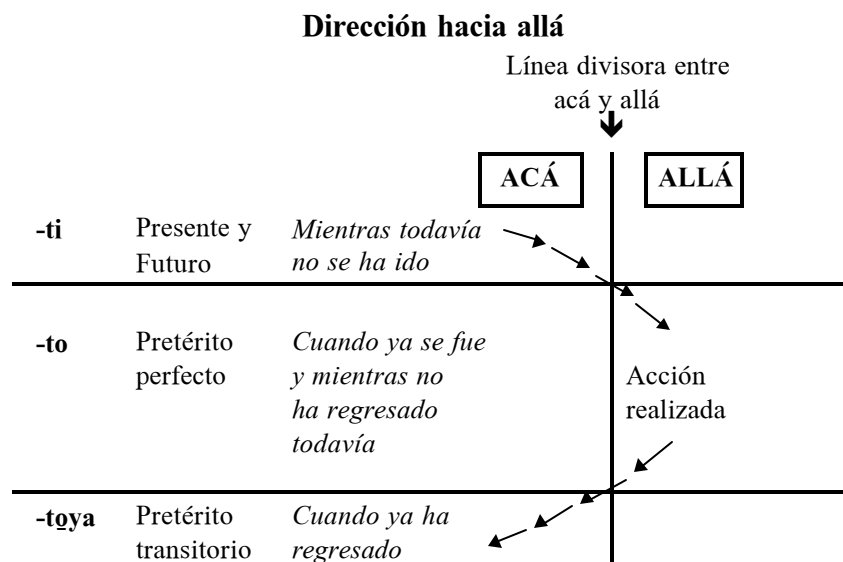 Dirección hacia allá
Línea divisora entre
acá y allá
ACÁ
ALLÁ
-ti Presente y Mientras todavía
Futuro no se ha ido
-to Pretérito Cuando ya se fue
perfecto y mientras no
ha regresado
todavía
Acción
realizada
-to̱ya Pretérito Cuando ya ha
transitorio regresado